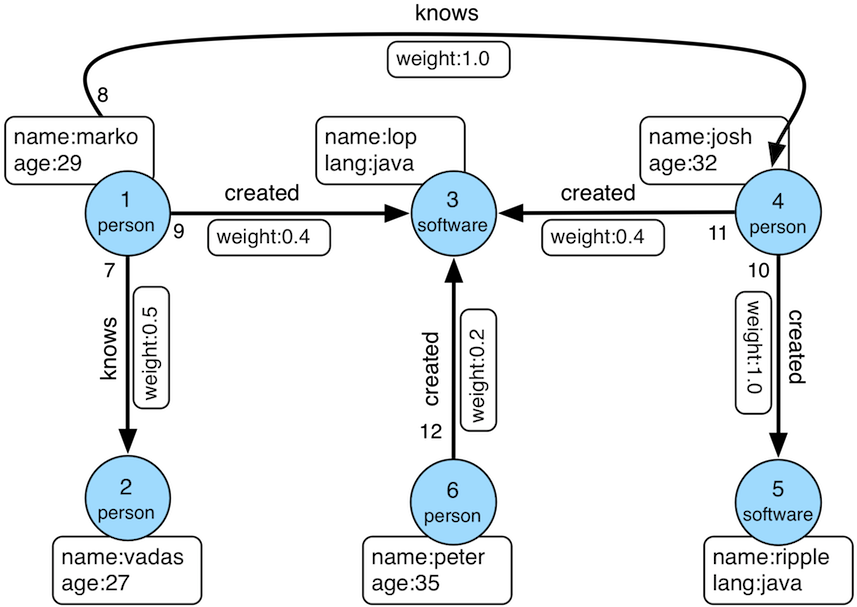 knows
weight:1.0
8
name:marko
age:29
name:lop
lang:java
name:josh
age:32
1
person
created
3
software
created
4
person
9
weight:0.4
weight:0.4
11
7
10
knows
weight:0.5
created
weight:0.2
weight:1.0
created
12
2
person
6
person
5
software
name:vadas
age:27
name:peter
age:35
name:ripple
lang:java